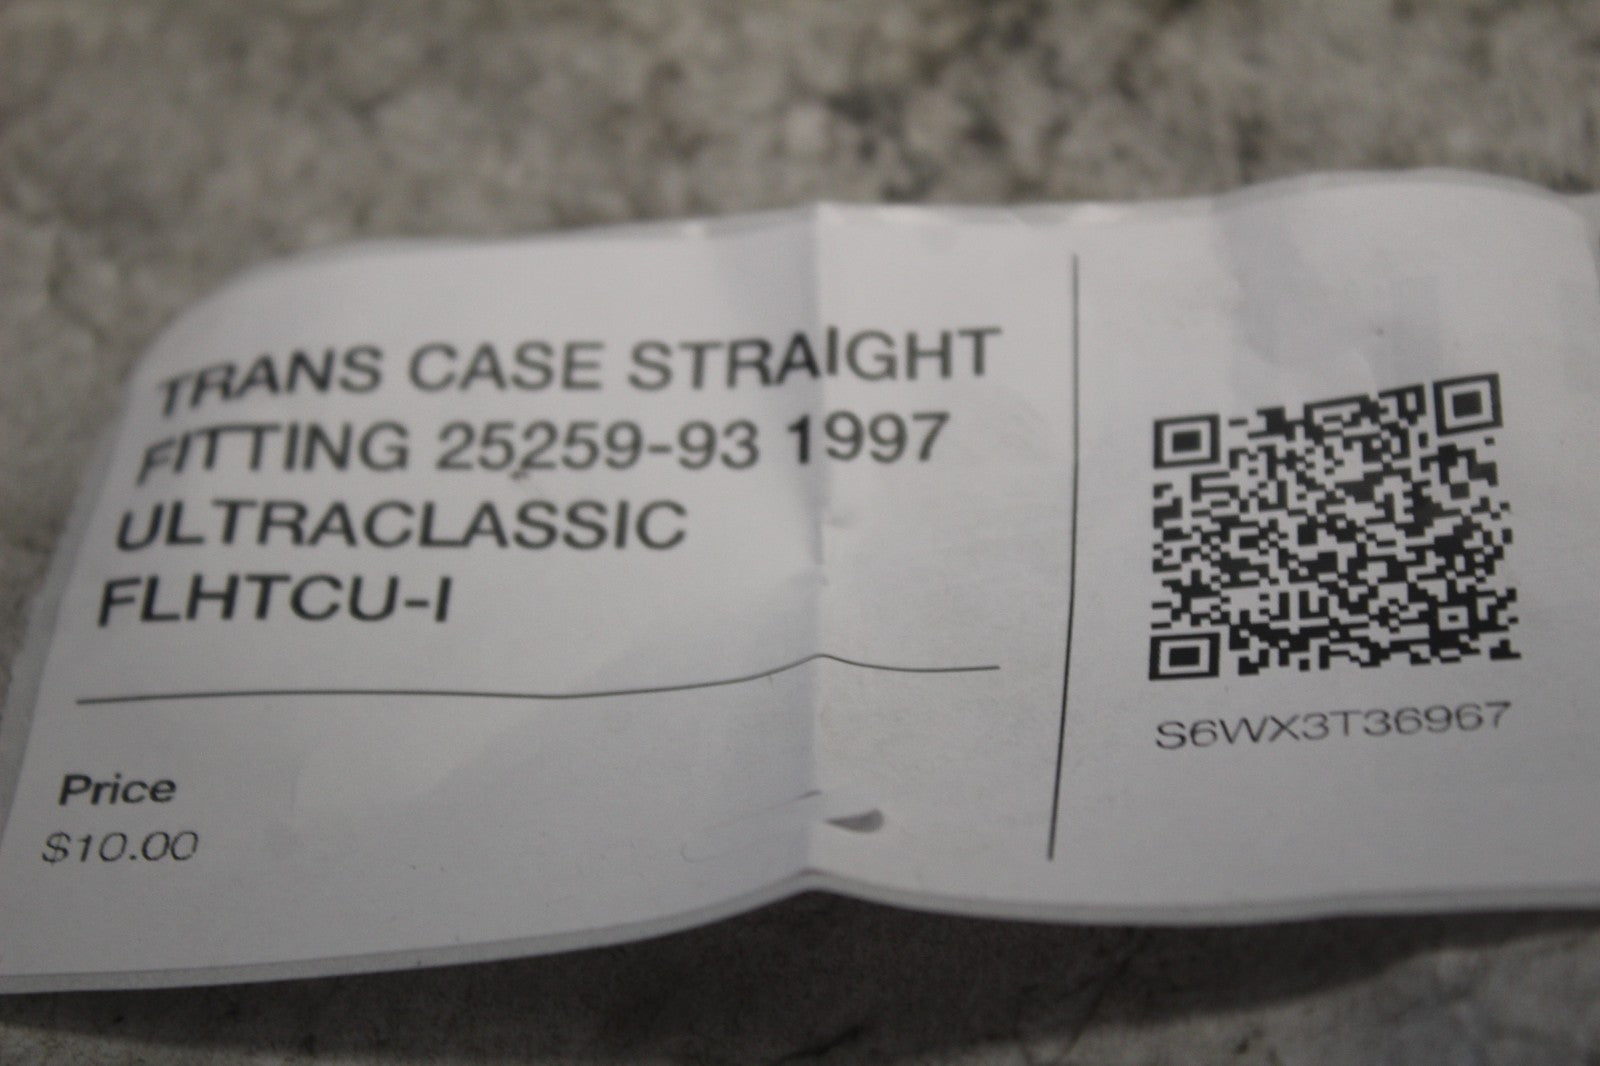 TRANS CASE STRAIGHT
FITTING 25259-93 1997
ULTRACLASSIC
FLHTCU-I
Price
$10.00
S6WX3T36967